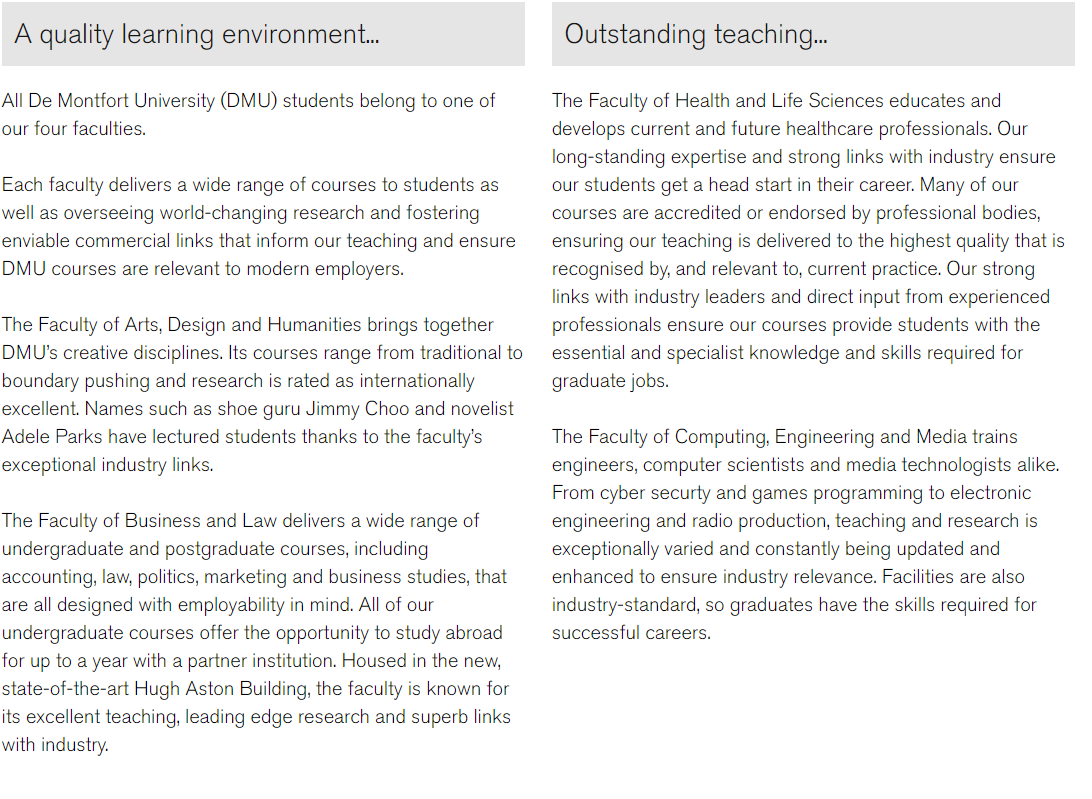 A quality learning environment...
All De Montfort University (DMU) students belong to one of
our four faculties.
Each faculty delivers a wide range of courses to students as
well as overseeing world-changing research and fostering
enviable commercial links that inform our teaching and ensure
DMU courses are relevant to modern employers.
The Faculty of Arts, Design and Humanities brings together
DMU's creative disciplines. Its courses range from traditional to
boundary pushing and research is rated as internationally
excellent. Names such as shoe guru Jimmy Choo and novelist
Adele Parks have lectured students thanks to the faculty's
exceptional industry links.
The Faculty of Business and Law delivers a wide range of
undergraduate and postgraduate courses, including
accounting, law, politics, marketing and business studies, that
are all designed with employability in mind. All of our
undergraduate courses offer the opportunity to study abroad
for up to a year with a partner institution. Housed in the new,
state-of-the-art Hugh Aston Building, the faculty is known for
its excellent teaching, leading edge research and superb links
with industry.
Outstanding teaching...
The Faculty of Health and Life Sciences educates and
develops current and future healthcare professionals. Our
long-standing expertise and strong links with industry ensure
our students get a head start in their career. Many of our
courses are accredited or endorsed by professional bodies,
ensuring our teaching is delivered to the highest quality that is
recognised by, and relevant to, current practice. Our strong
links with industry leaders and direct input from experienced
professionals ensure our courses provide students with the
essential and specialist knowledge and skills required for
graduate jobs.
The Faculty of Computing, Engineering and Media trains
engineers, computer scientists and media technologists alike.
From cyber securty and games programming to electronic
engineering and radio production, teaching and research is
exceptionally varied and constantly being updated and
enhanced to ensure industry relevance. Facilities are also
industry-standard, so graduates have the skills required for
successful careers.